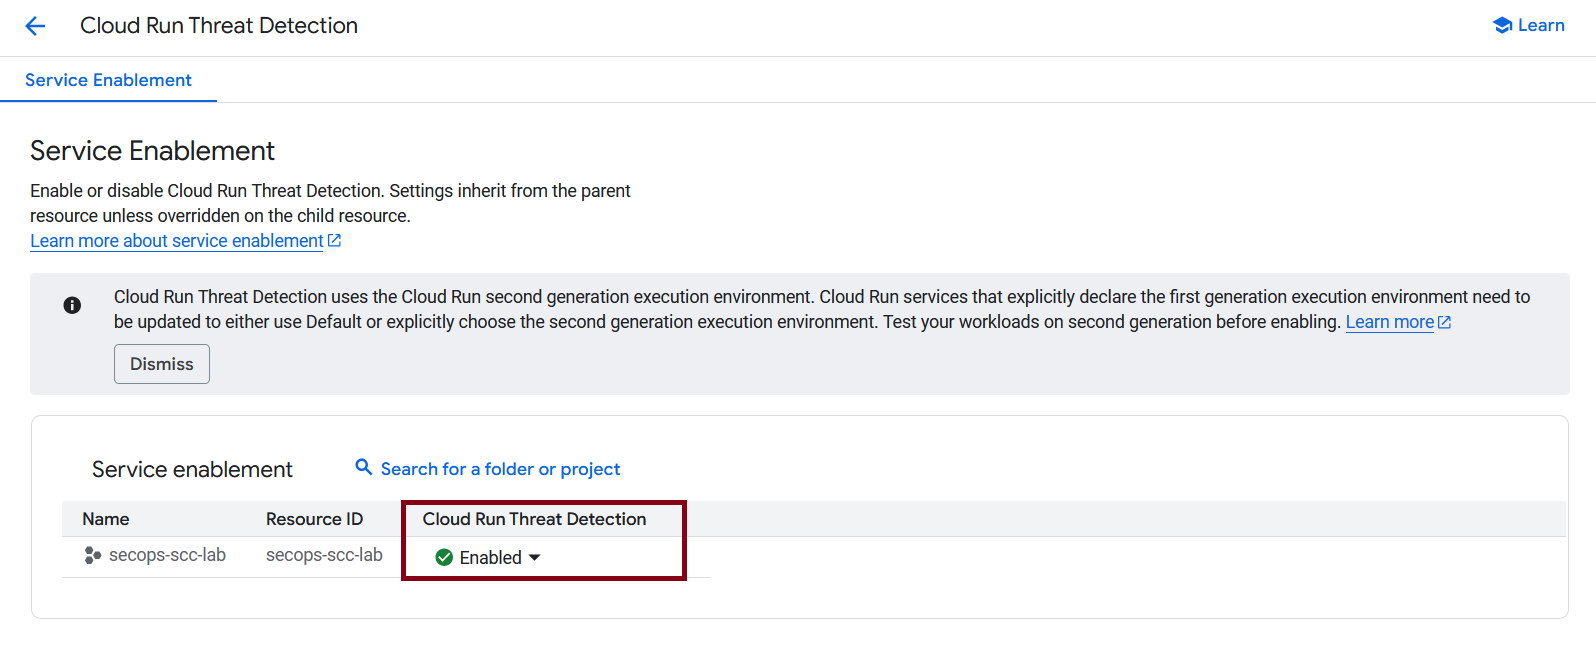 Cloud Run Threat Detection
Learn
Service Enablement
Service Enablement
Enable or disable Cloud Run Threat Detection. Settings inherit from the parent
resource unless overridden on the child resource.
Learn more about service enablement
Cloud Run Threat Detection uses the Cloud Run second generation execution environment. Cloud Run services that explicitly declare the first generation execution environment need to
be updated to either use Default or explicitly choose the second generation execution environment. Test your workloads on second generation before enabling. Learn more
Dismiss
Service enablement
Search for a folder or project
Name Resource ID Cloud Run Threat Detection
secops-scc-lab secops-scc-lab Enabled